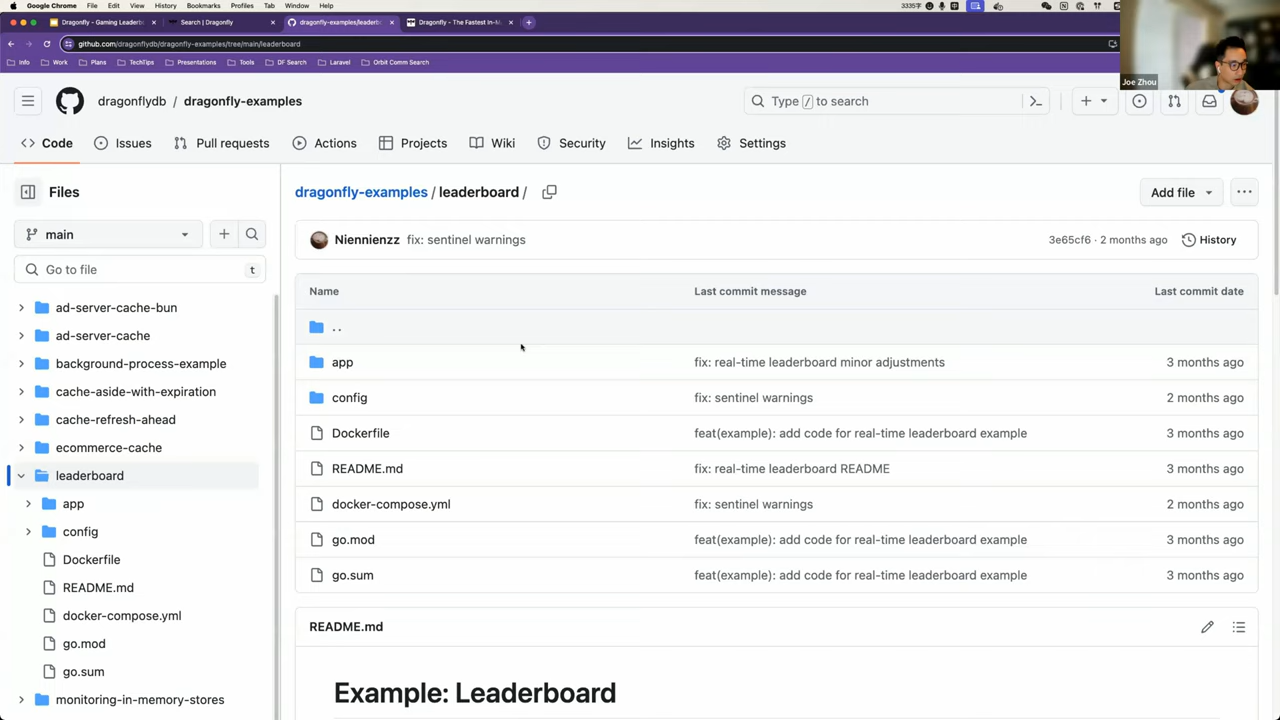 Google Chrome File Edit View History Bookmarks Profiles Tab Window Help
3335字
Dragonfly - Gaming Leaderb
Search | Dragonfly
dragonfly-examples/leaderb
Dragonfly - The Fastest In-M
github.com/dragonflydb/dragonfly-examples/tree/main/leaderboard
Info Work Plans TechTips Presentations Tools DF Search Laravel Orbit Comm Search
Joe Zhou
dragonflydb / dragonfly-examples
Type / to search
Code Issues Pull requests Actions Projects Wiki Security Insights Settings
Files
main
Go to file t
ad-server-cache-bun
ad-server-cache
background-process-example
cache-aside-with-expiration
cache-refresh-ahead
ecommerce-cache
leaderboard
app
config
Dockerfile
README.md
docker-compose.yml
go.mod
go.sum
monitoring-in-memory-stores
dragonfly-examples / leaderboard /
Add file
Niennienzz fix: sentinel warnings 3e65cf6 · 2 months ago History
Name Last commit message Last commit date
..
app fix: real-time leaderboard minor adjustments 3 months ago
config fix: sentinel warnings 2 months ago
Dockerfile feat(example): add code for real-time leaderboard example 3 months ago
README.md fix: real-time leaderboard README 3 months ago
docker-compose.yml fix: sentinel warnings 2 months ago
go.mod feat(example): add code for real-time leaderboard example 3 months ago
go.sum feat(example): add code for real-time leaderboard example 3 months ago
README.md
Example: Leaderboard